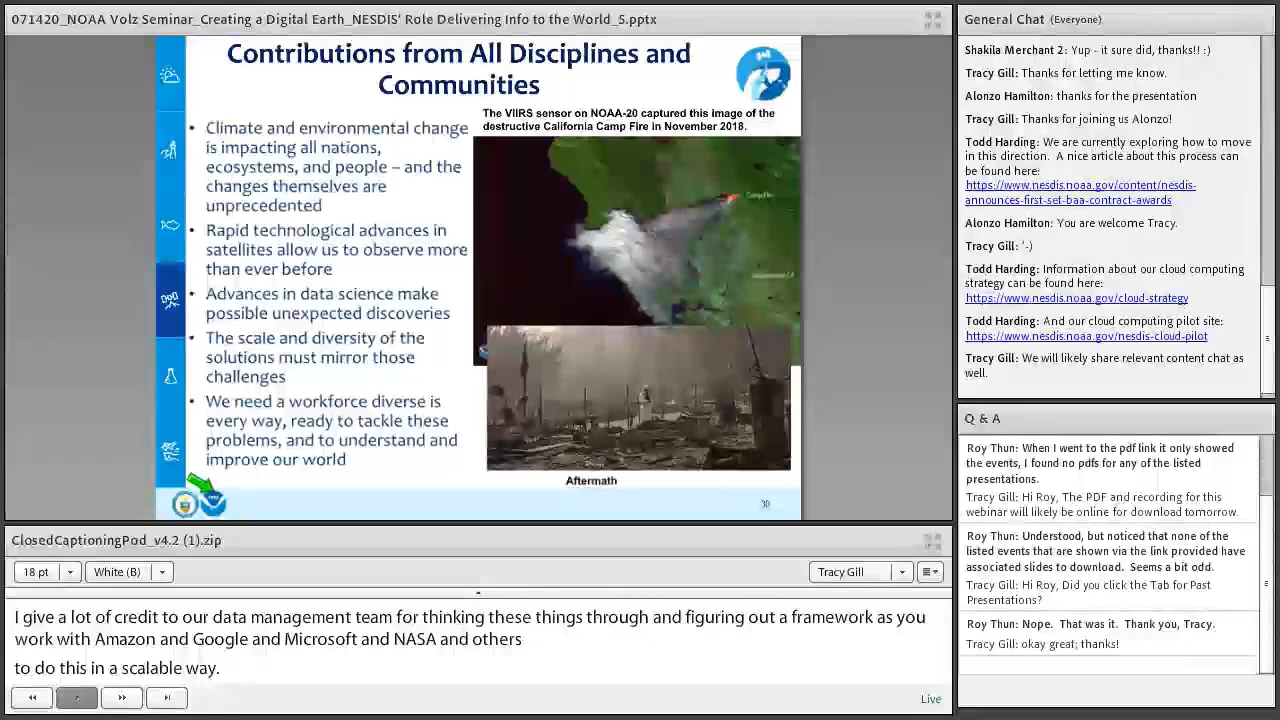 071420_NOAA Volz Seminar_Creating a Digital Earth_NESDIS' Role Delivering Info to the World_5.pptx
Contributions from All Disciplines and
Communities
• Climate and environmental change
is impacting all nations,
ecosystems, and people – and the
changes themselves are
unprecedented
• Rapid technological advances in
satellites allow us to observe more
than ever before
• Advances in data science make
possible unexpected discoveries
• The scale and diversity of the
solutions must mirror those
challenges
• We need a workforce diverse is
every way, ready to tackle these
problems, and to understand and
improve our world
The VIIRS sensor on NOAA-20 captured this image of the
destructive California Camp Fire in November 2018.
Camp Fire
Aftermath
30
ClosedCaptioningPod_v4.2 (1).zip
18 pt
White (B)
Tracy Gill
I give a lot of credit to our data management team for thinking these things through and figuring out a framework as you
work with Amazon and Google and Microsoft and NASA and others
to do this in a scalable way.
Live
General Chat (Everyone)
Shakila Merchant 2: Yup - it sure did, thanks!! :)
Tracy Gill: Thanks for letting me know.
Alonzo Hamilton: thanks for the presentation
Tracy Gill: Thanks for joining us Alonzo!
Todd Harding: We are currently exploring how to move
in this direction. A nice article about this process can
be found here:
https://www.nesdis.noaa.gov/content/nesdis-
announces-first-set-baa-contract-awards
Alonzo Hamilton: You are welcome Tracy.
Tracy Gill: '-)
Todd Harding: Information about our cloud computing
strategy can be found here:
https://www.nesdis.noaa.gov/cloud-strategy
Todd Harding: And our cloud computing pilot site:
https://www.nesdis.noaa.gov/nesdis-cloud-pilot
Tracy Gill: We will likely share relevant content chat as
well.
Q & A
Roy Thun: When I went to the pdf link it only showed
the events, I found no pdfs for any of the listed
presentations.
Tracy Gill: Hi Roy, The PDF and recording for this
webinar will likely be online for download tomorrow.
Roy Thun: Understood, but noticed that none of the
listed events that are shown via the link provided have
associated slides to download. Seems a bit odd.
Tracy Gill: Hi Roy, Did you click the Tab for Past
Presentations?
Roy Thun: Nope. That was it. Thank you, Tracy.
Tracy Gill: okay great; thanks!